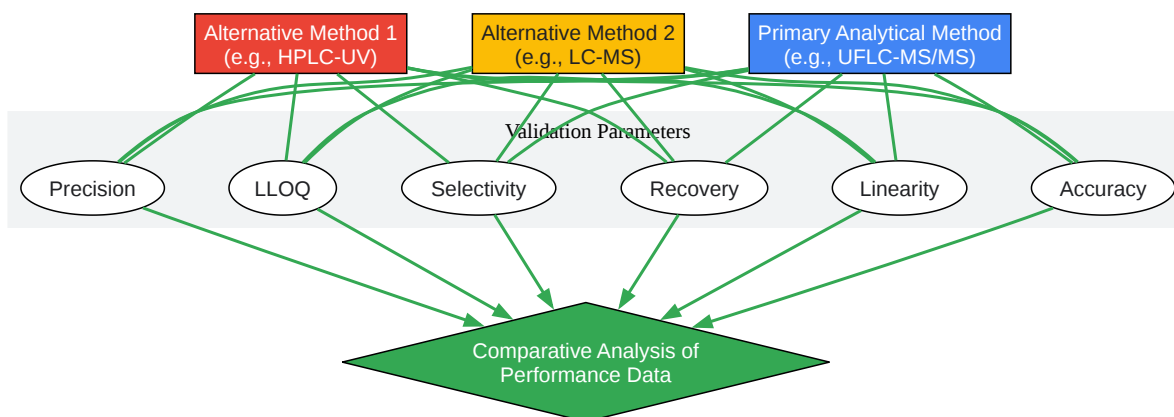 Alternative Method 1
(e.g., HPLC-UV)
Alternative Method 2
(e.g., LC-MS)
Primary Analytical Method
(e.g., UFLC-MS/MS)
Validation Parameters
Precision
LLOQ
Selectivity
Recovery
Linearity
Accuracy
Comparative Analysis of
Performance Data